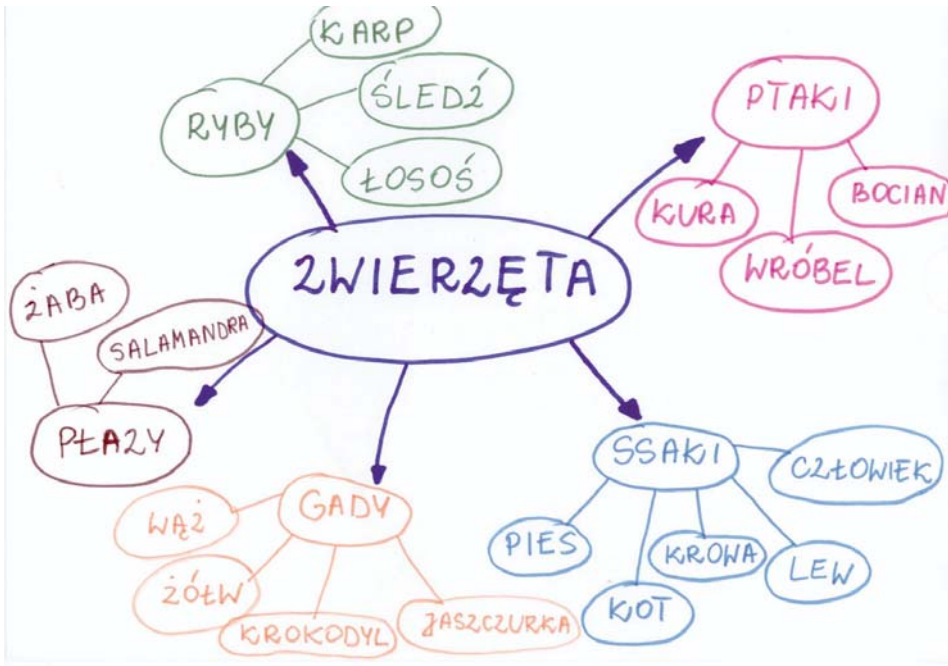 KARP
ŚLEDŹ
RYBY
ŁOSOŚ
PTAKI
KURA
BOCIAN
WRÓBEL
ZWIERZĘTA
ŻABA
SALAMANDRA
PŁAZY
SSAKI
CZŁOWIEK
PIES
KROWA
LEW
KOT
GADY
WĄŻ
ŻÓŁW
KROKODYL
JASZCZURKA